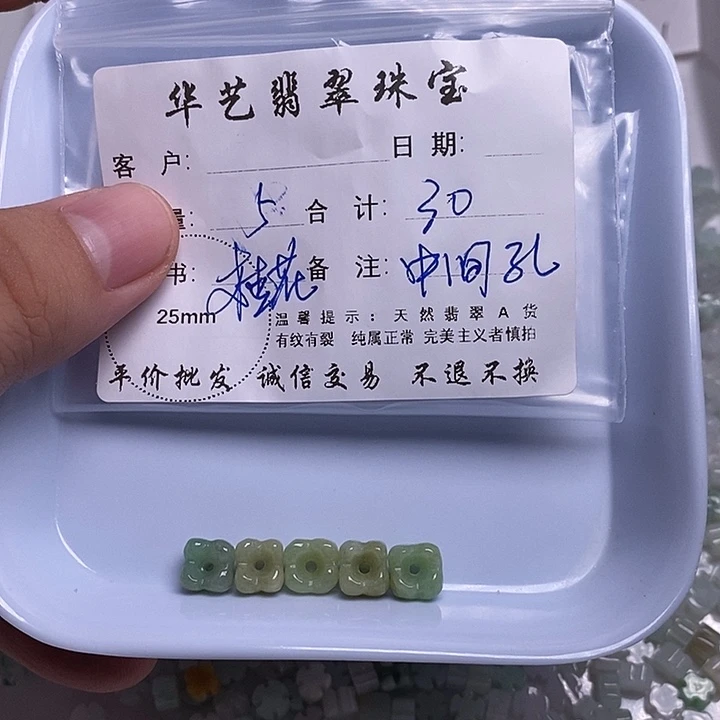 华艺翡翠珠宝
客 户: 日 期:
量: 5 合 计: 30
书: 桂花 备 注: 中间孔
25mm 温馨提示:天然翡翠A货
有纹有裂 纯属正常 完美主义者慎拍
平价批发 诚信交易 不退不换